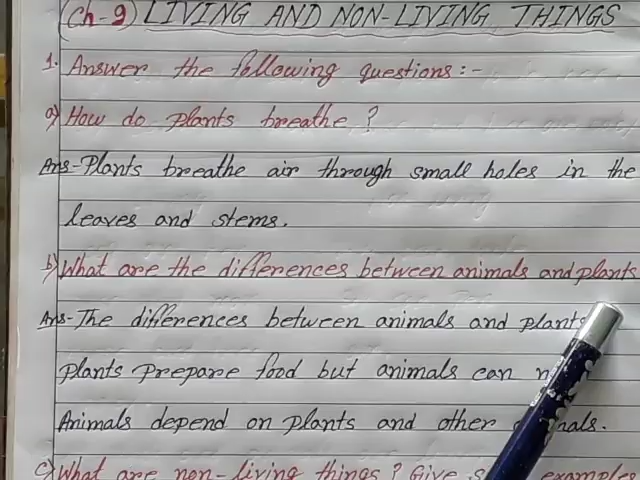 (Ch-9) LIVING AND NON-LIVING THINGS
1. Answer the following questions:-
a) How do plants breathe?
Ans- Plants breathe air through small holes in the
leaves and stems.
b) What are the differences between animals and plants
Ans- The differences between animals and plants
plants prepare food but animals can
Animals depend on plants and other
c) What are non-living things? Give examples